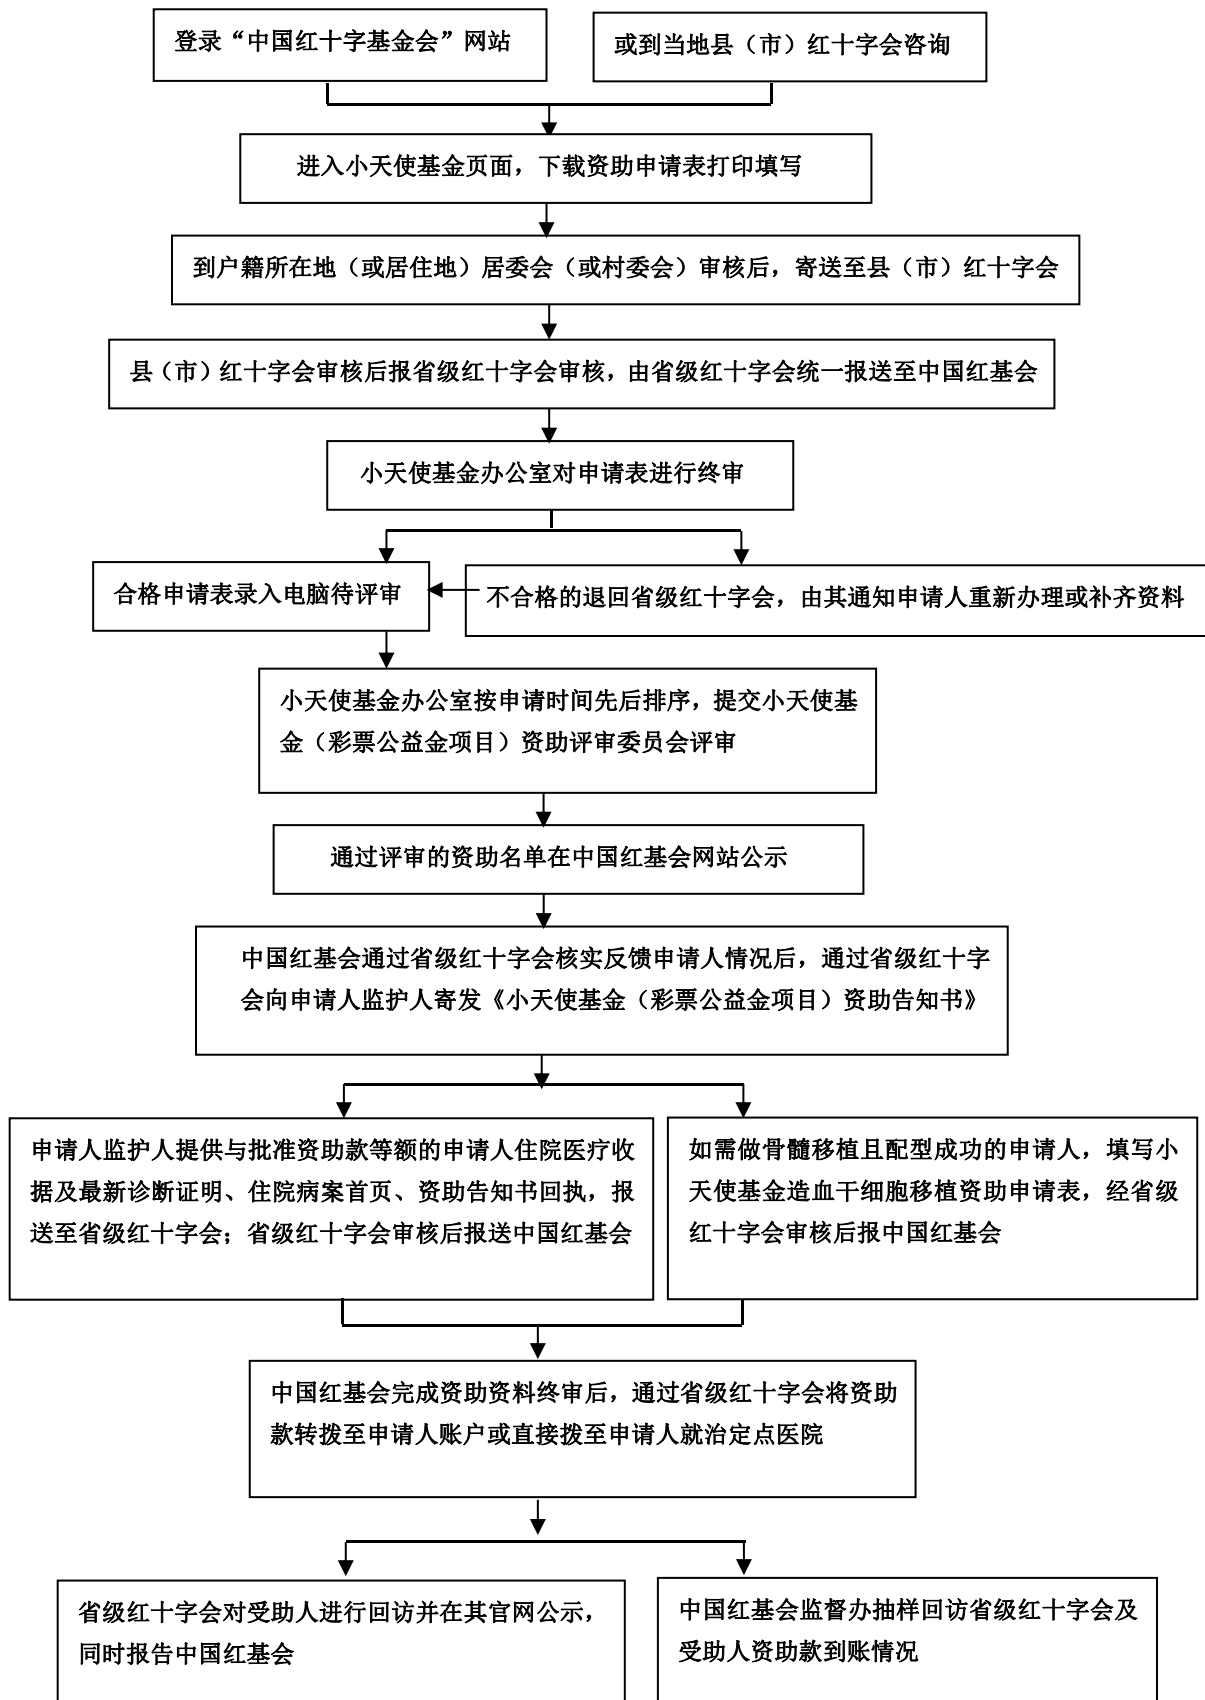 登录“中国红十字基金会”网站
或到当地县（市）红十字会咨询
进入小天使基金页面，下载资助申请表打印填写
到户籍所在地（或居住地）居委会（或村委会）审核后，寄送至县（市）红十字会
县（市）红十字会审核后报省级红十字会审核，由省级红十字会统一报送至中国红基会
小天使基金办公室对申请表进行终审
合格申请表录入电脑待评审
不合格的退回省级红十字会，由其通知申请人重新办理或补齐资料
小天使基金办公室按申请时间先后排序，提交小天使基
金（彩票公益金项目）资助评审委员会评审
通过评审的资助名单在中国红基会网站公示
中国红基会通过省级红十字会核实反馈申请人情况后，通过省级红十字
会向申请人监护人寄发《小天使基金（彩票公益金项目）资助告知书》
申请人监护人提供与批准资助款等额的申请人住院医疗收
据及最新诊断证明、住院病案首页、资助告知书回执，报
送至省级红十字会；省级红十字会审核后报送中国红基会
如需做骨髓移植且配型成功的申请人，填写小
天使基金造血干细胞移植资助申请表，经省级
红十字会审核后报中国红基会
中国红基会完成资助资料终审后，通过省级红十字会将资助
款转拨至申请人账户或直接拨至申请人就治定点医院
省级红十字会对受助人进行回访并在其官网公示，
同时报告中国红基会
中国红基会监督办抽样回访省级红十字会及
受助人资助款到账情况